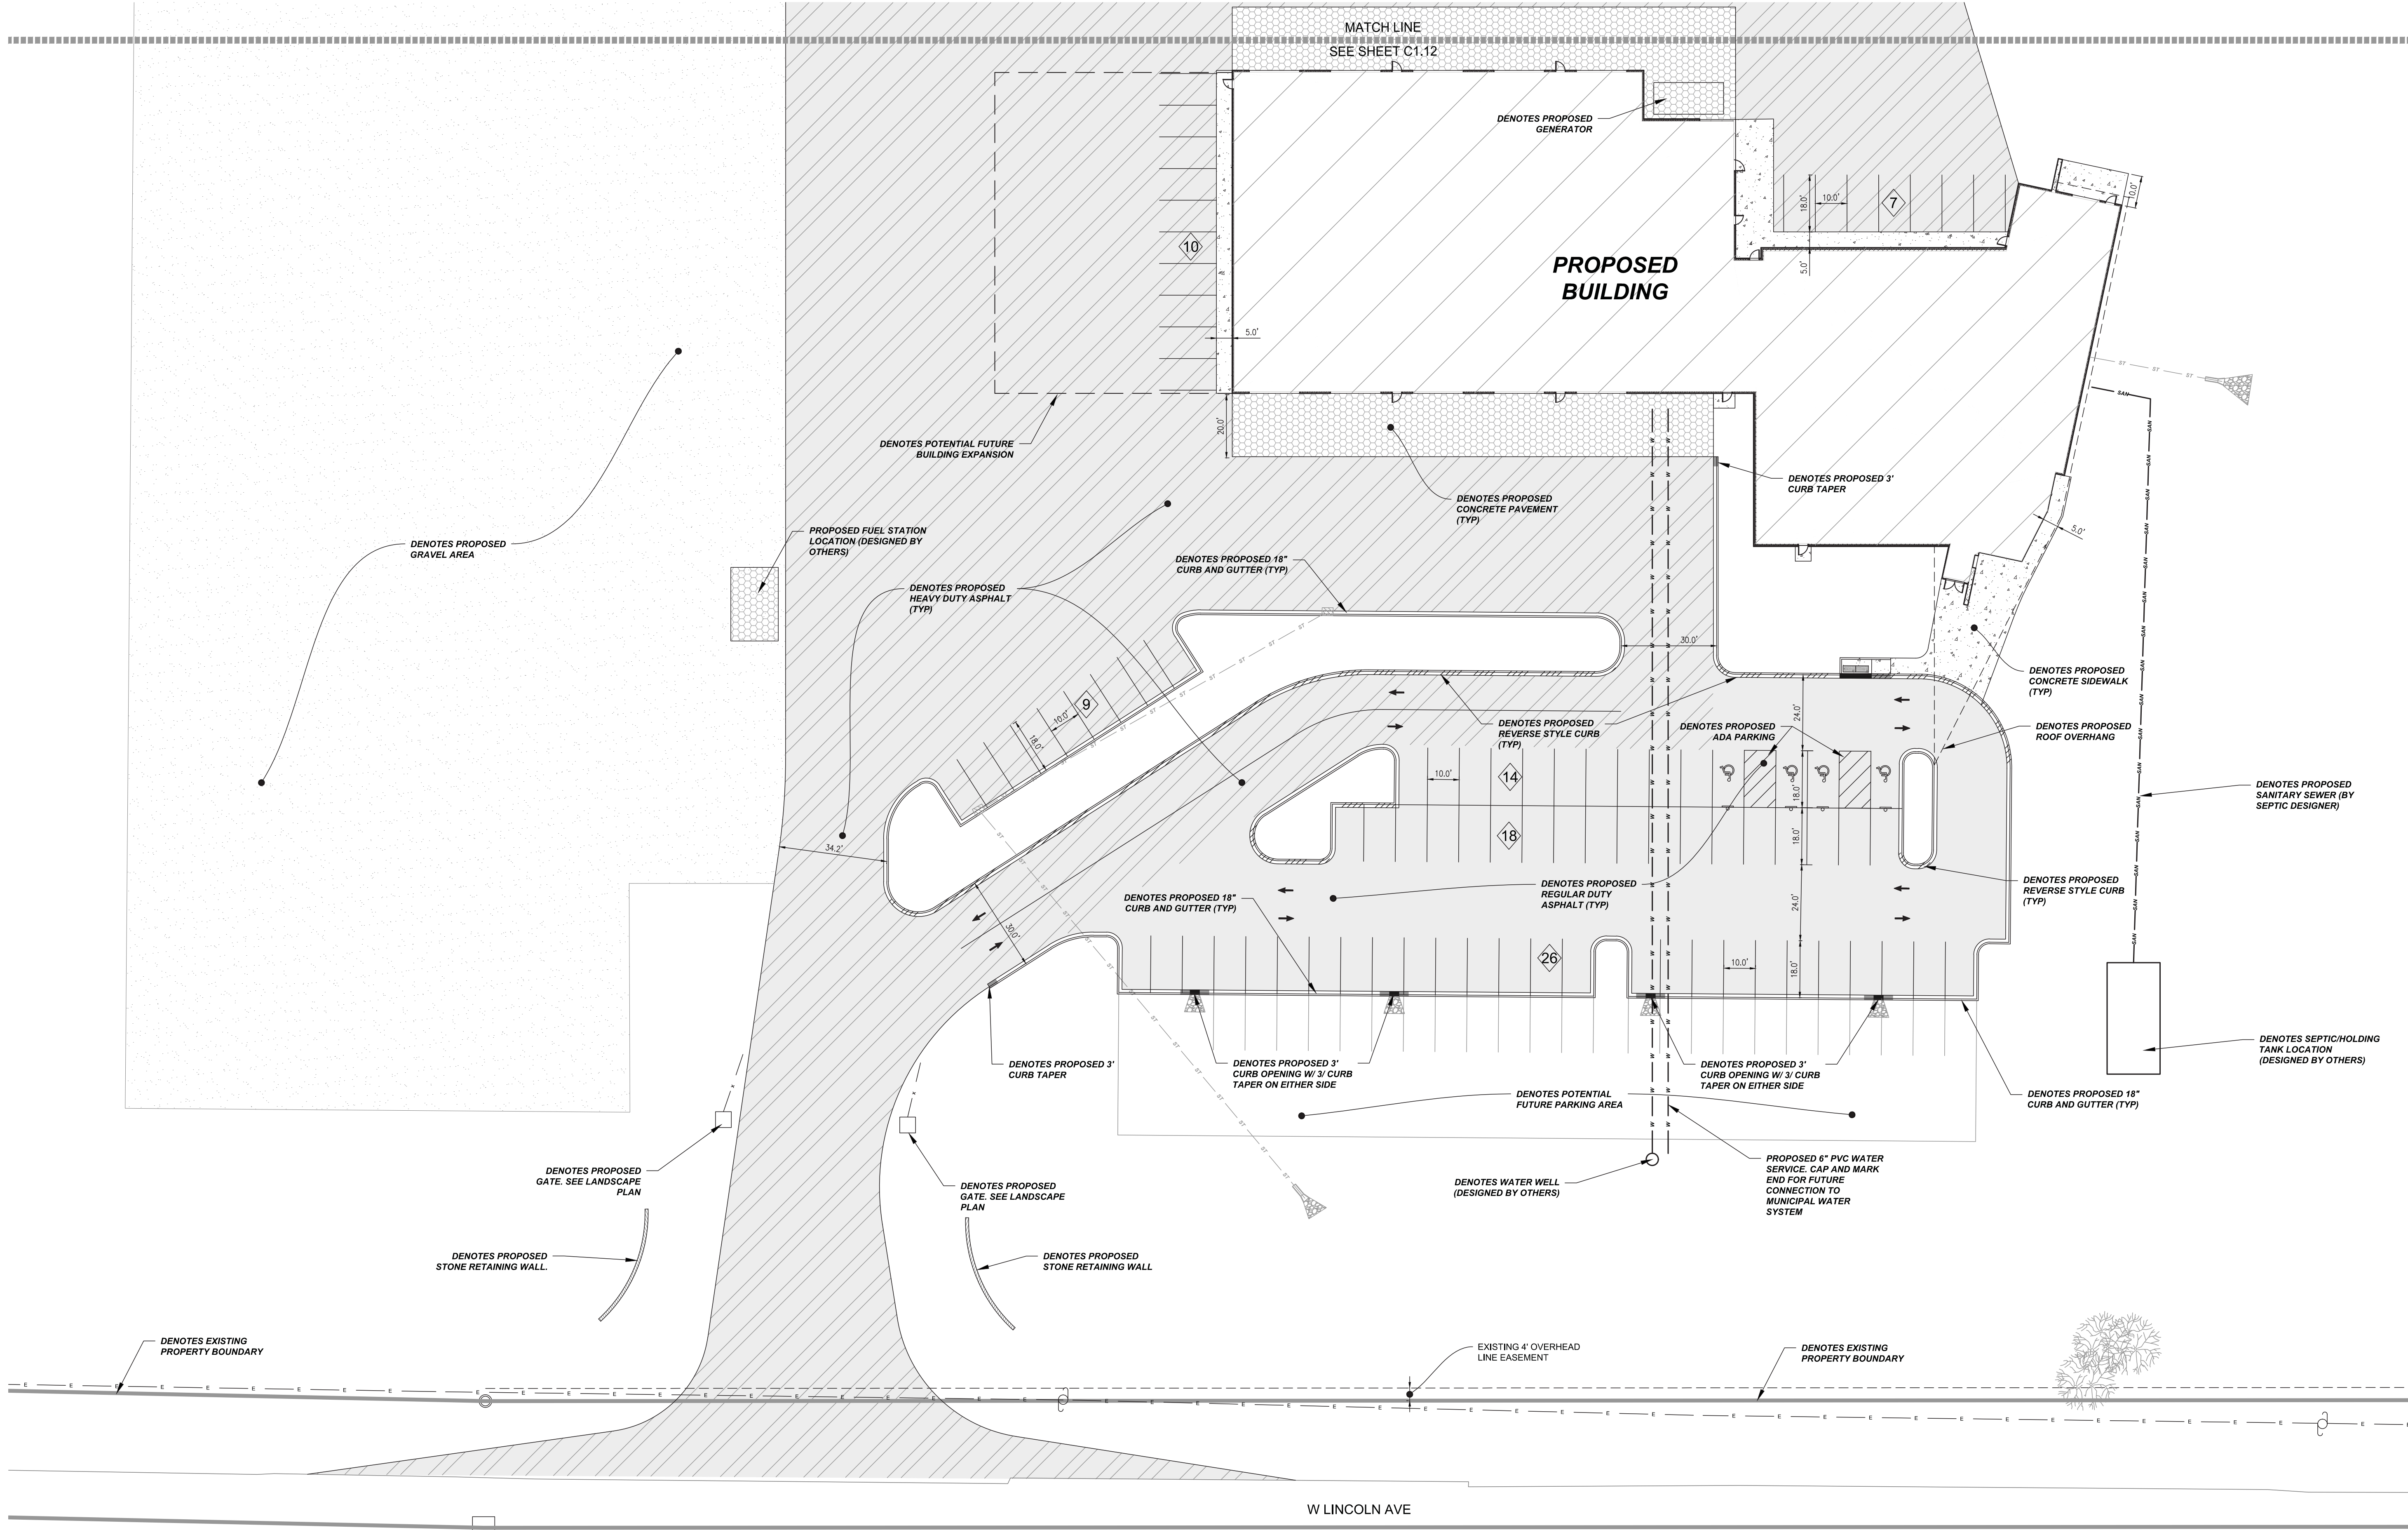 MATCH LINE
SEE SHEET C1.12
DENOTES PROPOSED
GENERATOR
10.0'
18.0'
10.0'
7
10
PROPOSED
BUILDING
5.0'
5.0'
ST
ST
ST
SAN
20.0'
DENOTES POTENTIAL FUTURE
BUILDING EXPANSION
DENOTES PROPOSED 3'
CURB TAPER
DENOTES PROPOSED
CONCRETE PAVEMENT
(TYP)
PROPOSED FUEL STATION
LOCATION (DESIGNED BY
OTHERS)
DENOTES PROPOSED
GRAVEL AREA
5.0'
DENOTES PROPOSED 18"
CURB AND GUTTER (TYP)
DENOTES PROPOSED
HEAVY DUTY ASPHALT
(TYP)
30.0'
DENOTES PROPOSED
CONCRETE SIDEWALK
(TYP)
9
10.0'
18.0'
24.0'
DENOTES PROPOSED
REVERSE STYLE CURB
(TYP)
DENOTES PROPOSED
ADA PARKING
DENOTES PROPOSED
ROOF OVERHANG
10.0'
14
18.0'
DENOTES PROPOSED
SANITARY SEWER (BY
SEPTIC DESIGNER)
18
18.0'
34.2'
DENOTES PROPOSED
REGULAR DUTY
ASPHALT (TYP)
DENOTES PROPOSED
REVERSE STYLE CURB
(TYP)
DENOTES PROPOSED 18"
CURB AND GUTTER (TYP)
24.0'
30.0'
26
10.0'
18.0'
DENOTES PROPOSED 3'
CURB TAPER
DENOTES PROPOSED 3'
CURB OPENING W/ 3/ CURB
TAPER ON EITHER SIDE
DENOTES PROPOSED 3'
CURB OPENING W/ 3/ CURB
TAPER ON EITHER SIDE
DENOTES SEPTIC/HOLDING
TANK LOCATION
(DESIGNED BY OTHERS)
DENOTES POTENTIAL
FUTURE PARKING AREA
DENOTES PROPOSED 18"
CURB AND GUTTER (TYP)
DENOTES PROPOSED
GATE. SEE LANDSCAPE
PLAN
DENOTES PROPOSED
GATE. SEE LANDSCAPE
PLAN
DENOTES WATER WELL
(DESIGNED BY OTHERS)
PROPOSED 6" PVC WATER
SERVICE. CAP AND MARK
END FOR FUTURE
CONNECTION TO
MUNICIPAL WATER
SYSTEM
DENOTES PROPOSED
STONE RETAINING WALL.
DENOTES PROPOSED
STONE RETAINING WALL
DENOTES EXISTING
PROPERTY BOUNDARY
EXISTING 4' OVERHEAD
LINE EASEMENT
DENOTES EXISTING
PROPERTY BOUNDARY
W LINCOLN AVE